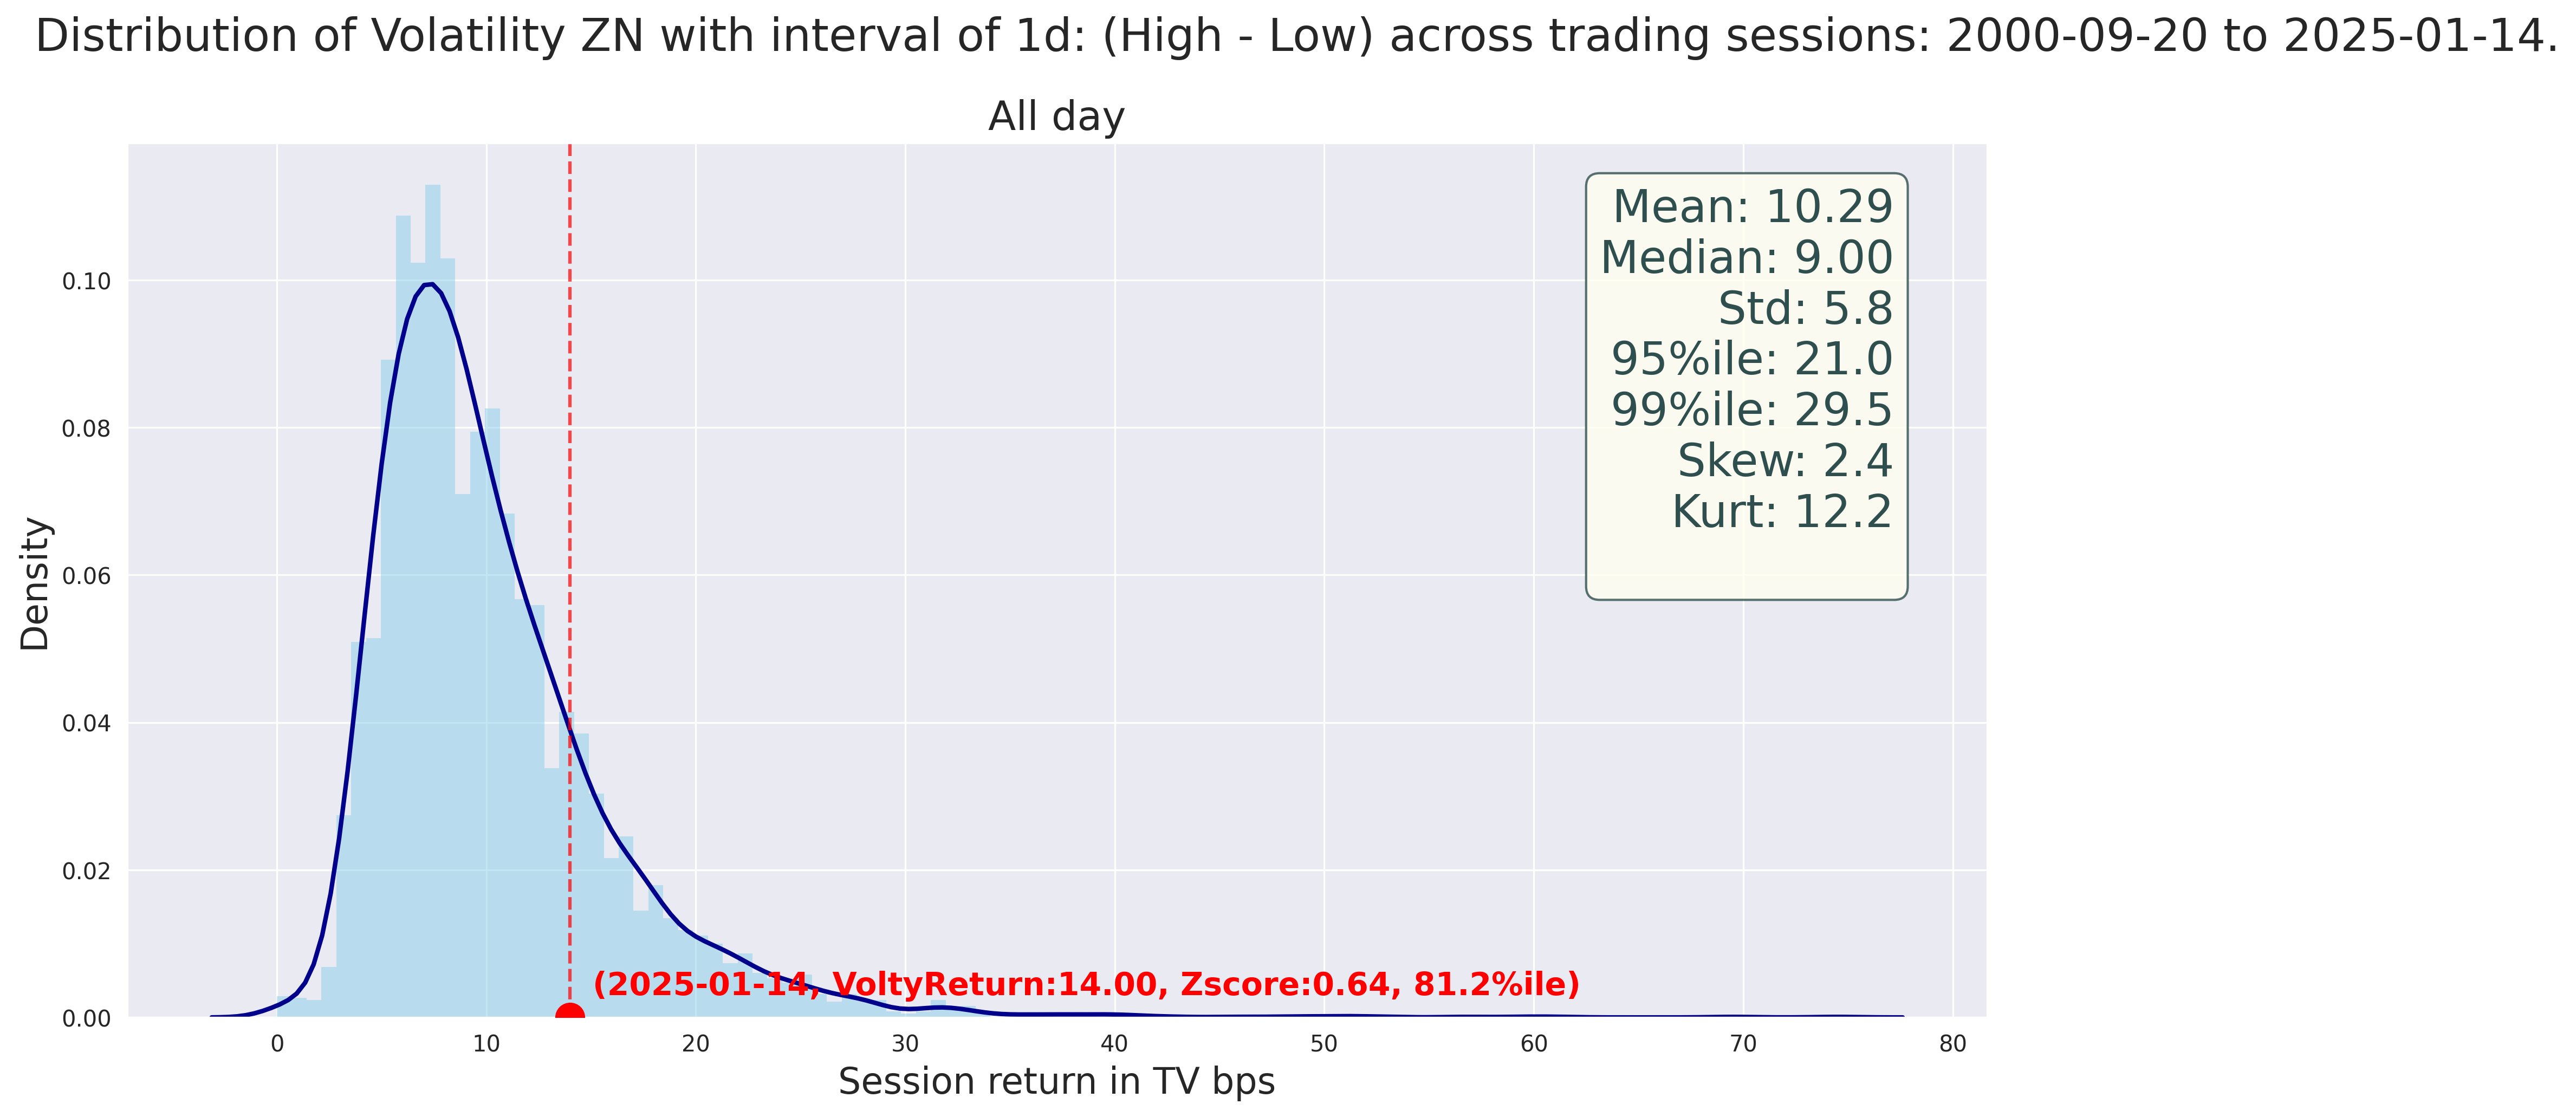 Distribution of Volatility ZN with interval of 1d: (High - Low) across trading sessions: 2000-09-20 to 2025-01-14.
All day
Mean: 10.29
Median: 9.00
Std: 5.8
95%ile: 21.0
99%ile: 29.5
Skew: 2.4
Kurt: 12.2
Density
0.10
0.08
0.06
0.04
0.02
0.00
(2025-01-14, VoltyReturn:14.00, Zscore:0.64, 81.2%ile)
0 10 20 30 40 50 60 70 80
Session return in TV bps